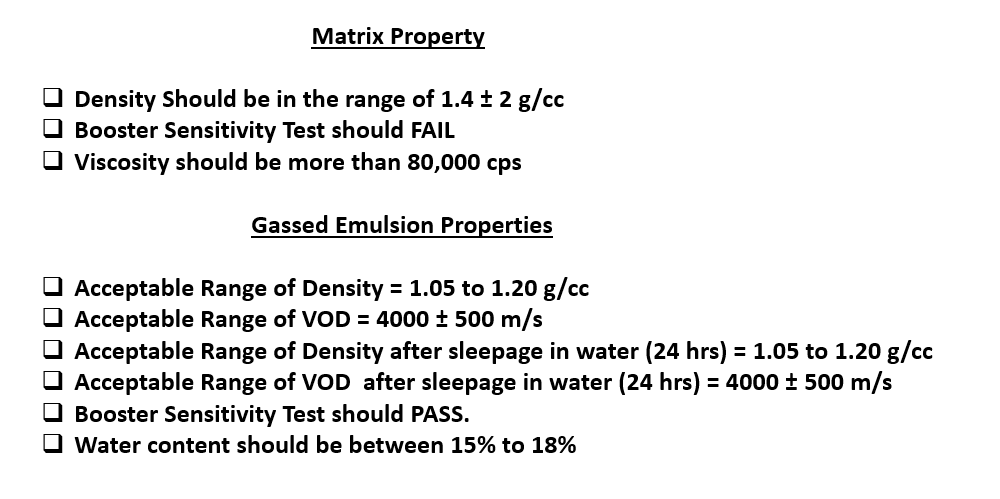 Matrix Property
❑ Density Should be in the range of 1.4 ± 2 g/cc
❑ Booster Sensitivity Test should FAIL
❑ Viscosity should be more than 80,000 cps
Gassed Emulsion Properties
❑ Acceptable Range of Density = 1.05 to 1.20 g/cc
❑ Acceptable Range of VOD = 4000 ± 500 m/s
❑ Acceptable Range of Density after sleepage in water (24 hrs) = 1.05 to 1.20 g/cc
❑ Acceptable Range of VOD  after sleepage in water (24 hrs) = 4000 ± 500 m/s
❑ Booster Sensitivity Test should PASS.
❑ Water content should be between 15% to 18%